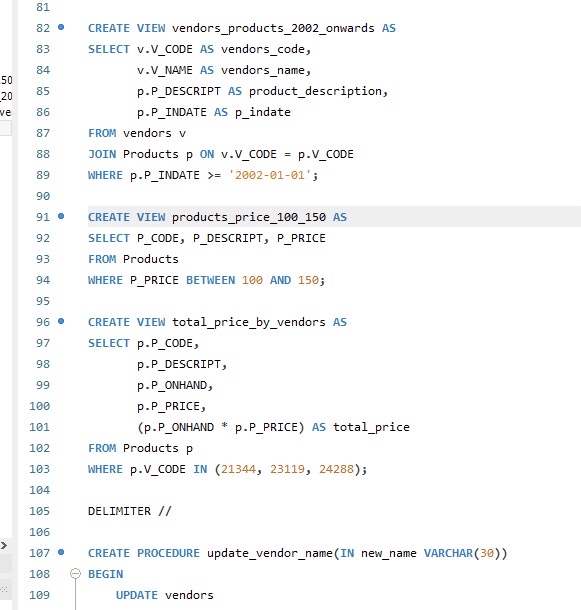 81
82 CREATE VIEW vendors_products_2002_onwards AS
83 SELECT v.V_CODE AS vendors_code,
84 v.V_NAME AS vendors_name,
85 p.P_DESCRIPT AS product_description,
86 p.P_INDATE AS p_indate
87 FROM vendors v
88 JOIN Products p ON v.V_CODE = p.V_CODE
89 WHERE p.P_INDATE >= '2002-01-01';
90
91 CREATE VIEW products_price_100_150 AS
92 SELECT P_CODE, P_DESCRIPT, P_PRICE
93 FROM Products
94 WHERE P_PRICE BETWEEN 100 AND 150;
95
96 CREATE VIEW total_price_by_vendors AS
97 SELECT p.P_CODE,
98 p.P_DESCRIPT,
99 p.P_ONHAND,
100 p.P_PRICE,
101 (p.P_ONHAND * p.P_PRICE) AS total_price
102 FROM Products p
103 WHERE p.V_CODE IN (21344, 23119, 24288);
104
105 DELIMITER //
106
107 CREATE PROCEDURE update_vendor_name(IN new_name VARCHAR(30))
108 BEGIN
109 UPDATE vendors
50
_20
ve